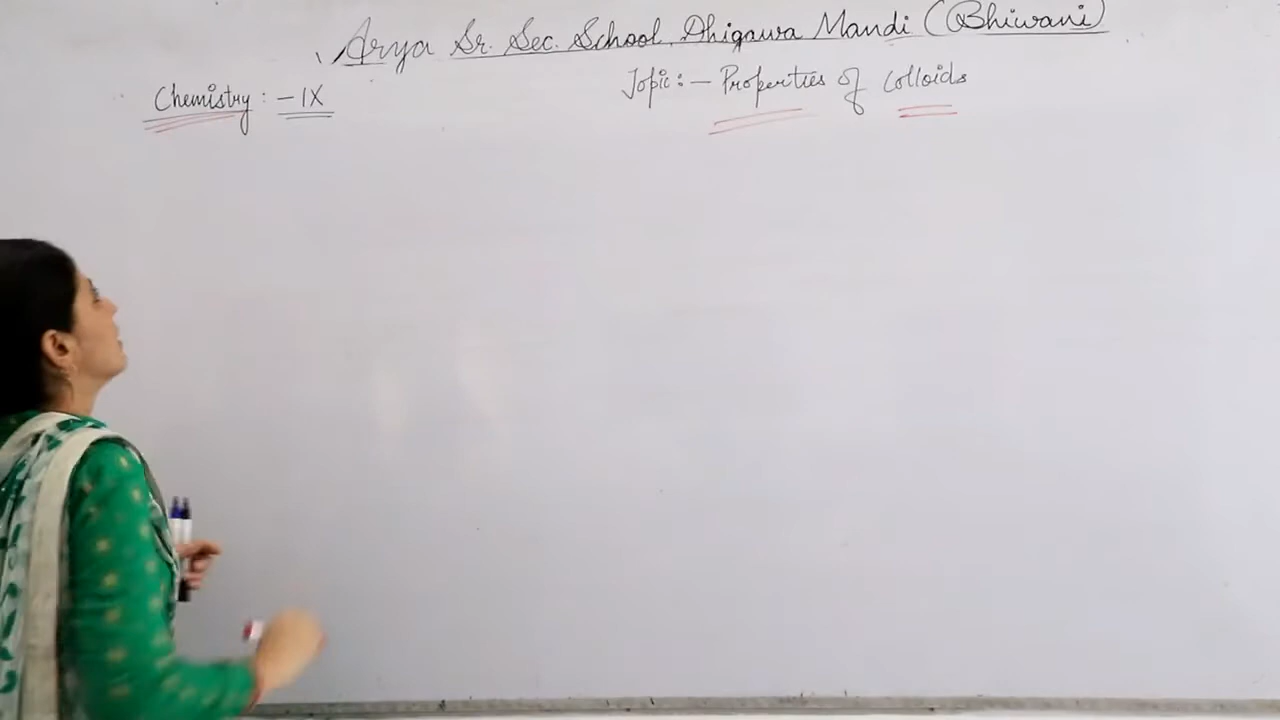 Arya Sr. Sec. School, Dhigawa Mandi (Bhiwani)
Chemistry : - IX
Topic : - Properties of Colloids